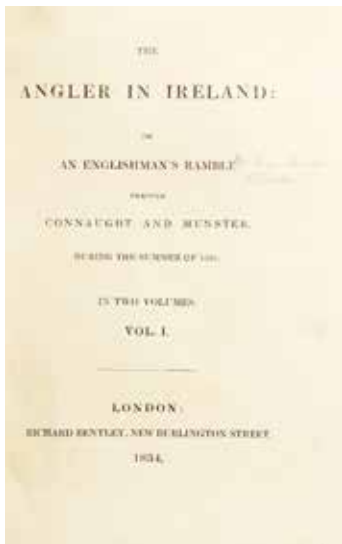 THE
ANGLER IN IRELAND:
OR
AN ENGLISHMAN'S RAMBLE
THROUGH
CONNAUGHT AND MUNSTER,
DURING THE SUMMER OF
IN TWO VOLUMES.
VOL. I.
LONDON:
RICHARD BENTLEY, NEW BURLINGTON STREET
1834.